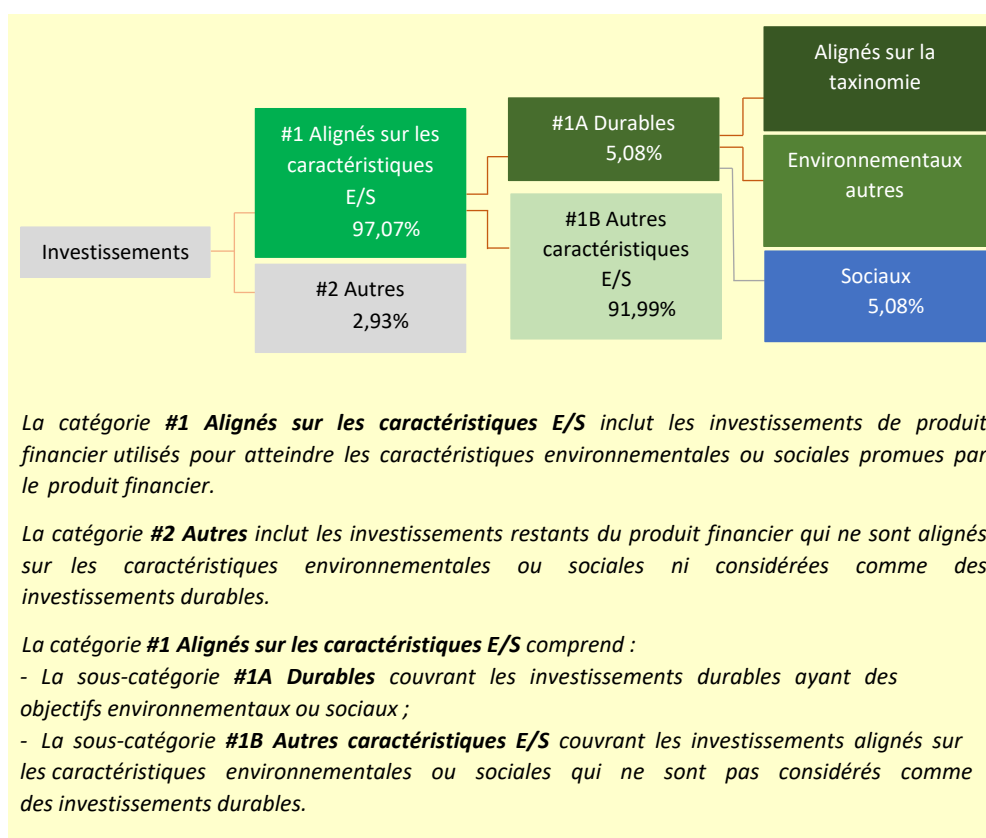 Investissements
#1 Alignés sur les
caractéristiques
E/S
97,07%
#2 Autres
2,93%
#1A Durables
5,08%
#1B Autres
caractéristiques
E/S
91,99%
Alignés sur la
taxinomie
Environnementaux
autres
Sociaux
5,08%
La catégorie #1 Alignés sur les caractéristiques E/S inclut les investissements de produit
financier utilisés pour atteindre les caractéristiques environnementales ou sociales promues par
le produit financier.
La catégorie #2 Autres inclut les investissements restants du produit financier qui ne sont alignés
sur les caractéristiques environnementales ou sociales ni considérées comme des
investissements durables.
La catégorie #1 Alignés sur les caractéristiques E/S comprend :
- La sous-catégorie #1A Durables couvrant les investissements durables ayant des
objectifs environnementaux ou sociaux ;
- La sous-catégorie #1B Autres caractéristiques E/S couvrant les investissements alignés sur
les caractéristiques environnementales ou sociales qui ne sont pas considérés comme
des investissements durables.